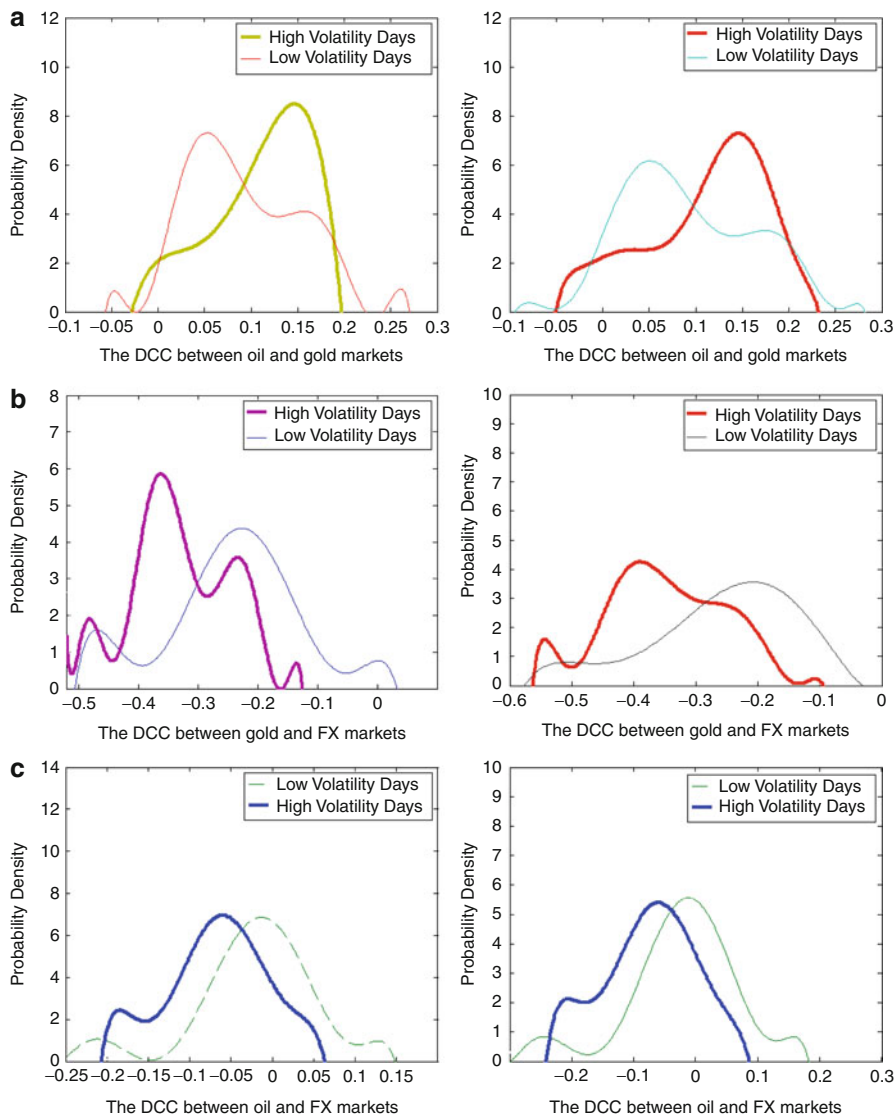 a
12
10
8
6
4
2
0
Probability Density
High Volatility Days
Low Volatility Days
−0.1 −0.05 0 0.05 0.1 0.15 0.2 0.25 0.3
The DCC between oil and gold markets
12
10
8
6
4
2
0
Probability Density
High Volatility Days
Low Volatility Days
−0.1 −0.05 0 0.05 0.1 0.15 0.2 0.25 0.3
The DCC between oil and gold markets
b
8
7
6
5
4
3
2
1
0
Probability Density
High Volatility Days
Low Volatility Days
−0.5 −0.4 −0.3 −0.2 −0.1 0
The DCC between gold and FX markets
10
9
8
7
6
5
4
3
2
1
0
Probability Density
High Volatility Days
Low Volatility Days
−0.6 −0.5 −0.4 −0.3 −0.2 −0.1 0
The DCC between gold and FX markets
c
14
12
10
8
6
4
2
0
Probability Density
Low Volatility Days
High Volatility Days
−0.25 −0.2 −0.15 −0.1 −0.05 0 0.05 0.1 0.15
The DCC between oil and FX markets
10
9
8
7
6
5
4
3
2
1
0
Probability Density
Low Volatility Days
High Volatility Days
−0.2 −0.1 0 0.1 0.2 0.3
The DCC between oil and FX markets